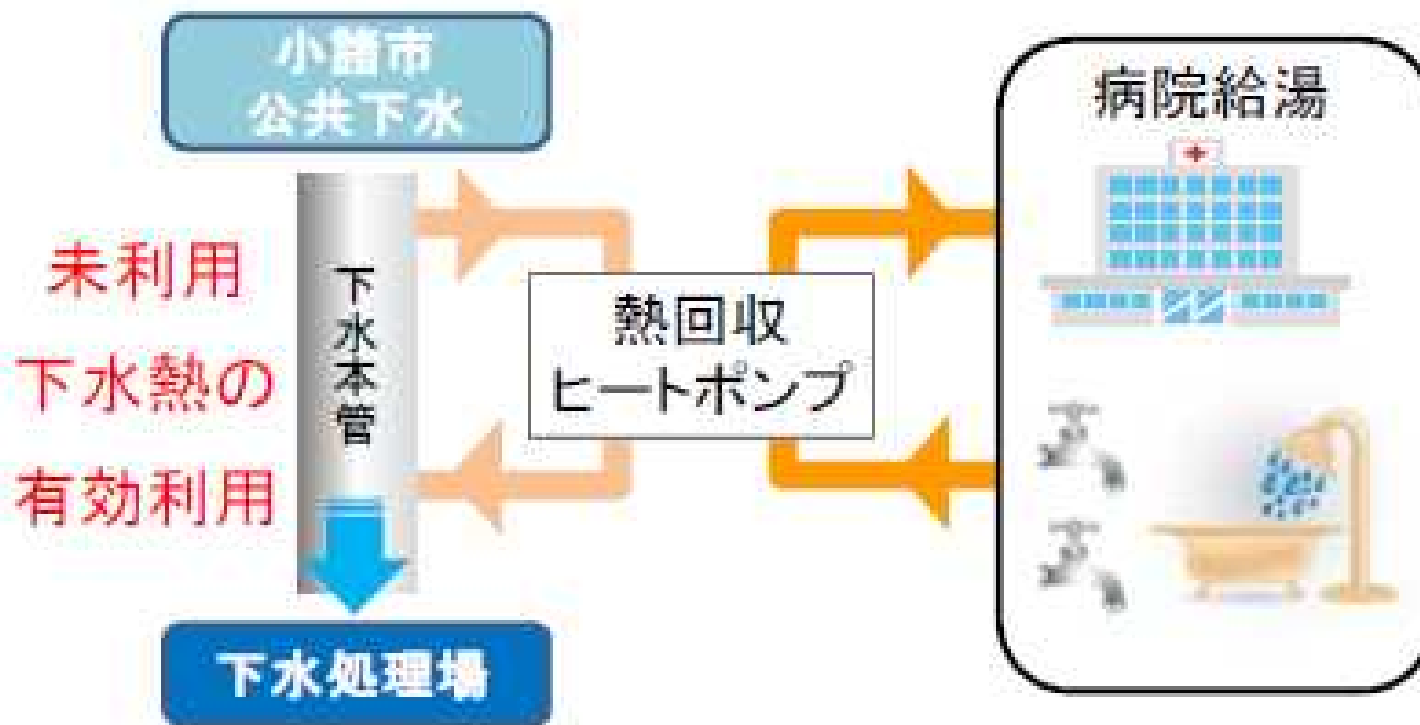 小諸市
公共下水
未利用
下水熱の
有効利用
下水本管
熱回収
ヒートポンプ
病院給湯
下水処理場